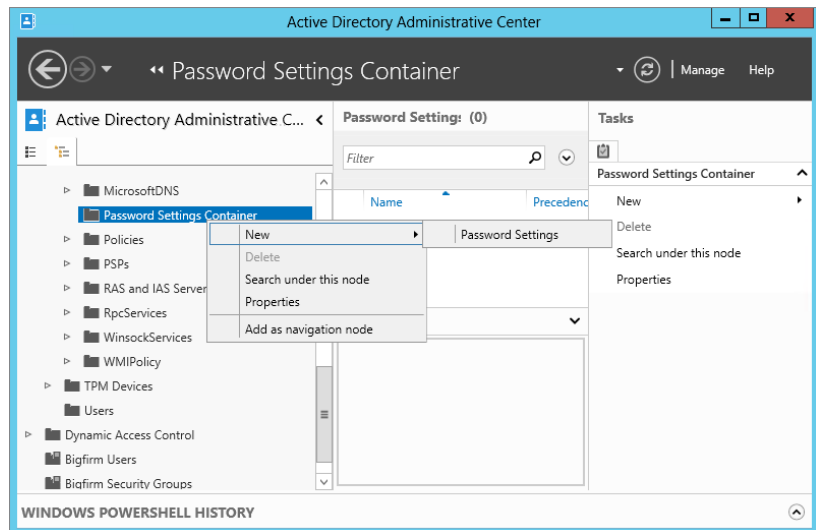 Active Directory Administrative Center
Password Settings Container
Manage Help
Active Directory Administrative C...
MicrosoftDNS
Password Settings Container
Policies
PSPs
RAS and IAS Server
RpcServices
WinsockServices
WMIPolicy
TPM Devices
Users
Dynamic Access Control
Bigfirm Users
Bigfirm Security Groups
New
Delete
Search under this node
Properties
Add as navigation node
Password Settings
Password Settings (0)
Filter
Name Precedenc
Tasks
Password Settings Container
New
Delete
Search under this node
Properties
WINDOWS POWERSHELL HISTORY